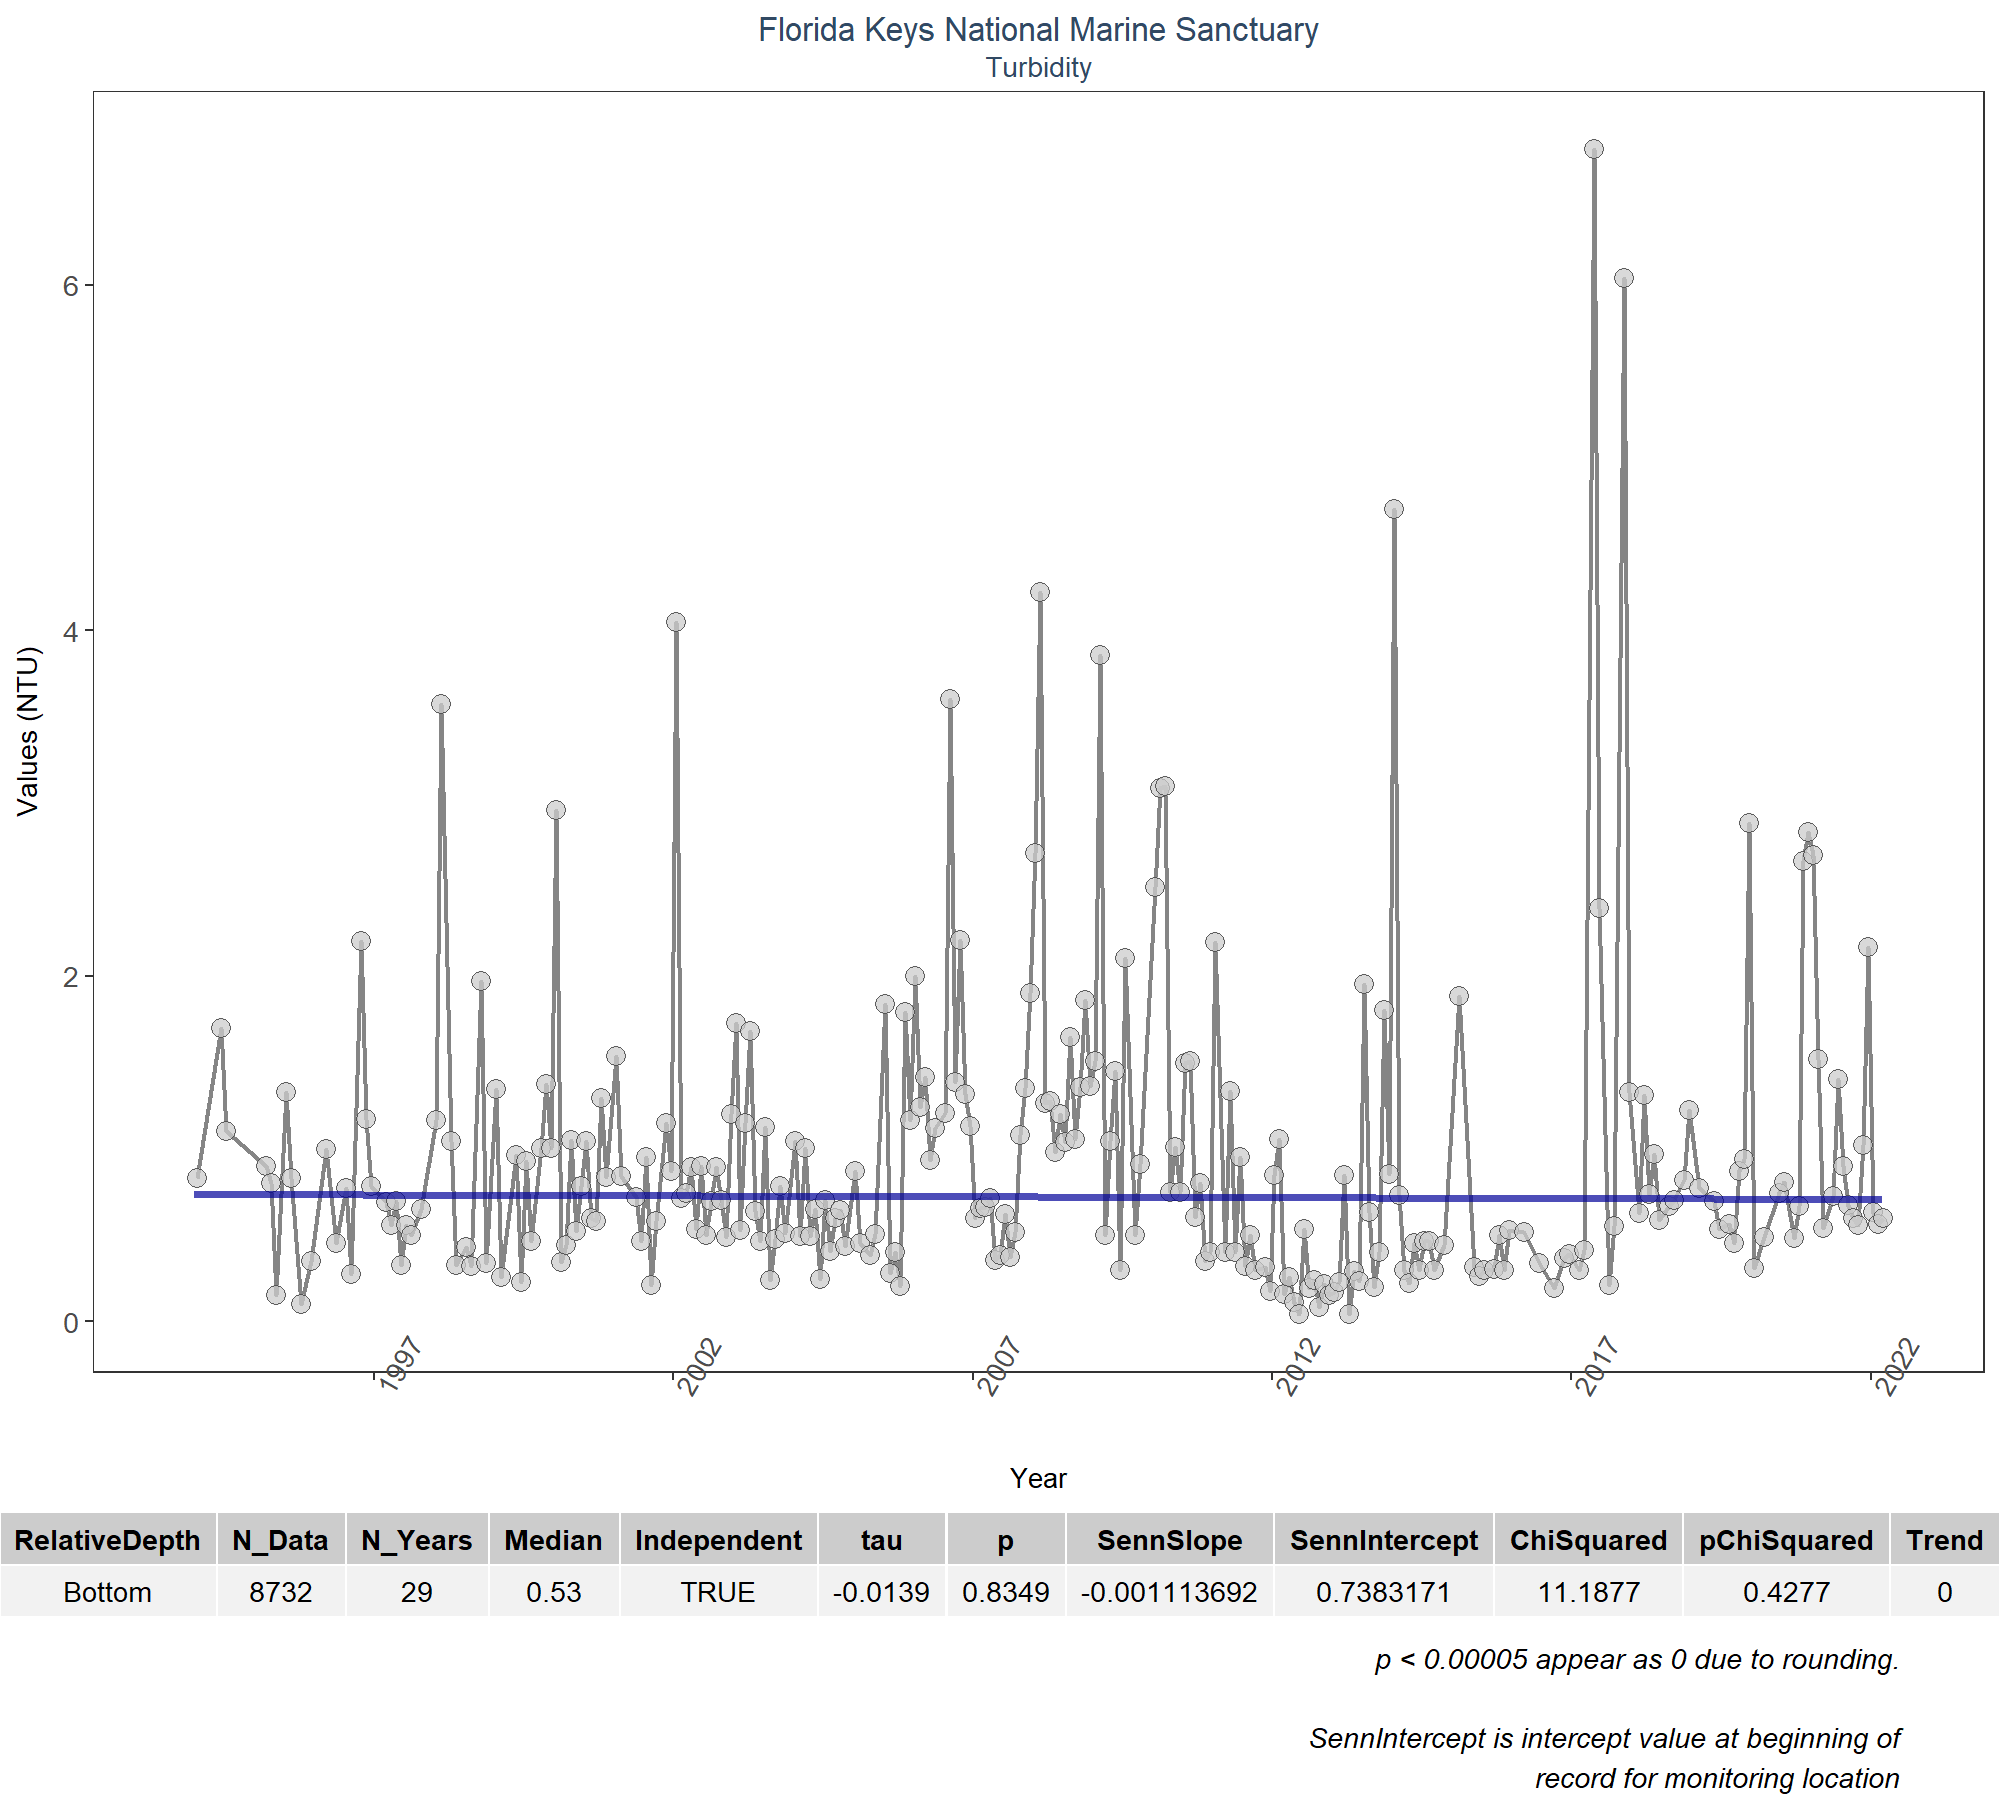 Florida Keys National Marine Sanctuary
Turbidity
Values (NTU)
6
4
2
0
1997
2002
2007
2012
2017
2022
Year
RelativeDepth N_Data N_Years Median Independent tau p SennSlope SennIntercept ChiSquared pChiSquared Trend
Bottom 8732 29 0.53 TRUE -0.0139 0.8349 -0.001113692 0.7383171 11.1877 0.4277 0
p < 0.00005 appear as 0 due to rounding.
SennIntercept is intercept value at beginning of
record for monitoring location